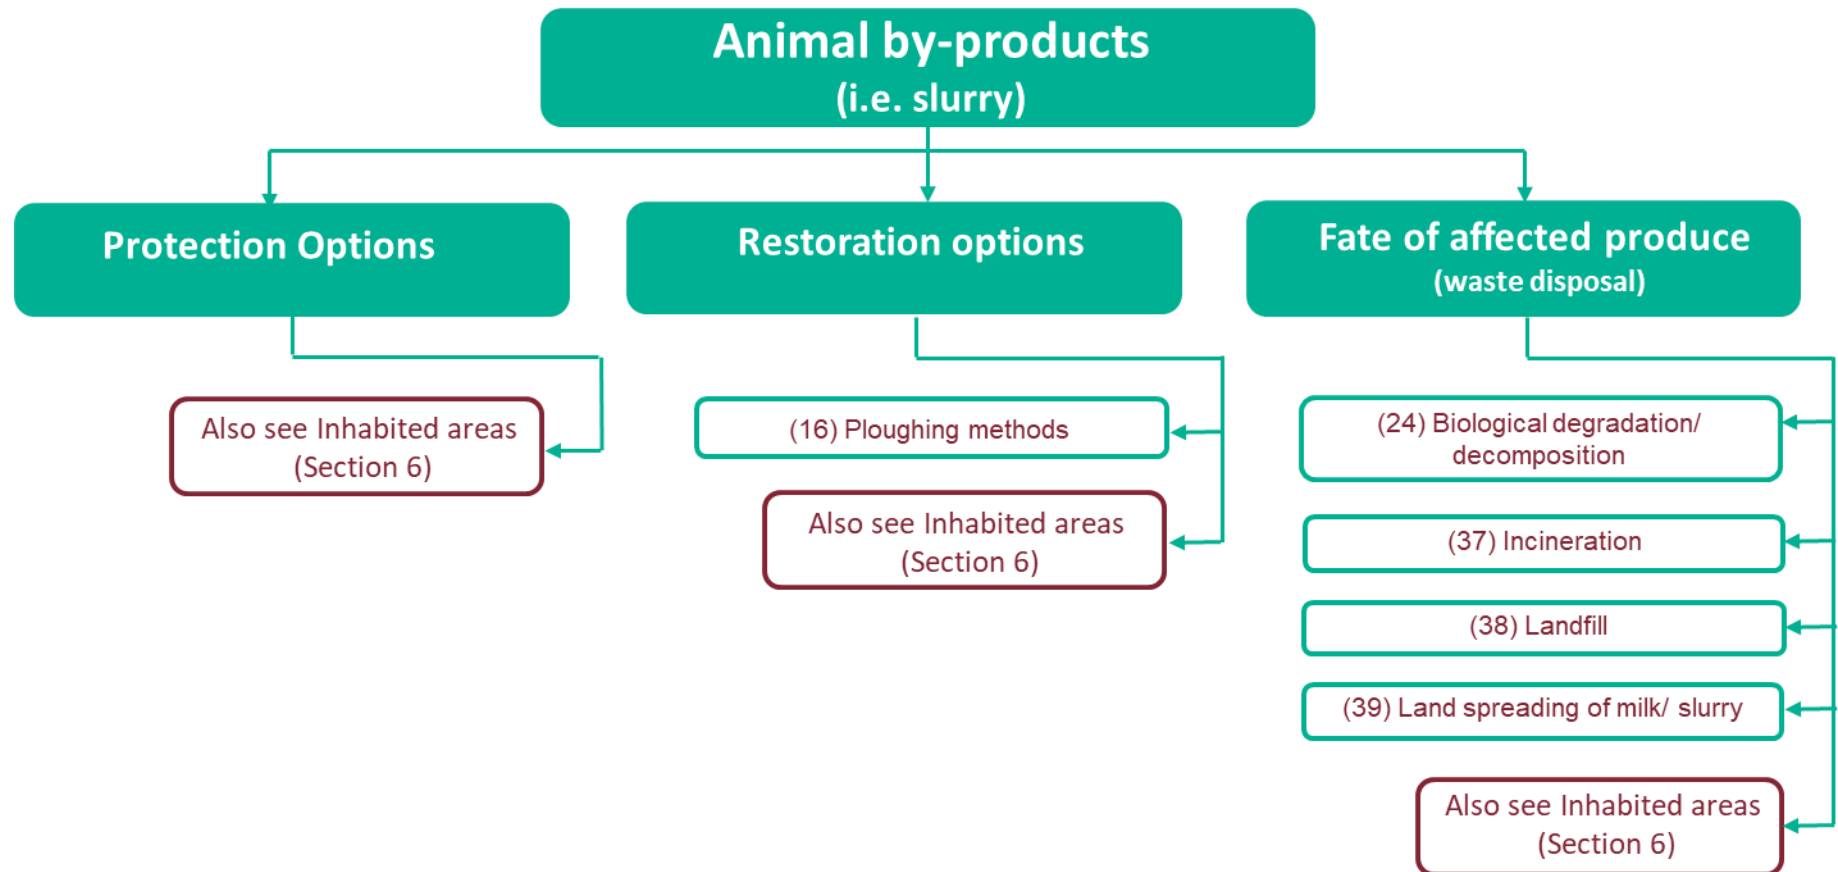 Animal by-products
(i.e. slurry)
Protection Options
Restoration options
Fate of affected produce
(waste disposal)
Also see Inhabited areas
(Section 6)
(16) Ploughing methods
Also see Inhabited areas
(Section 6)
(24) Biological degradation/
decomposition
(37) Incineration
(38) Landfill
(39) Land spreading of milk/ slurry
Also see Inhabited areas
(Section 6)